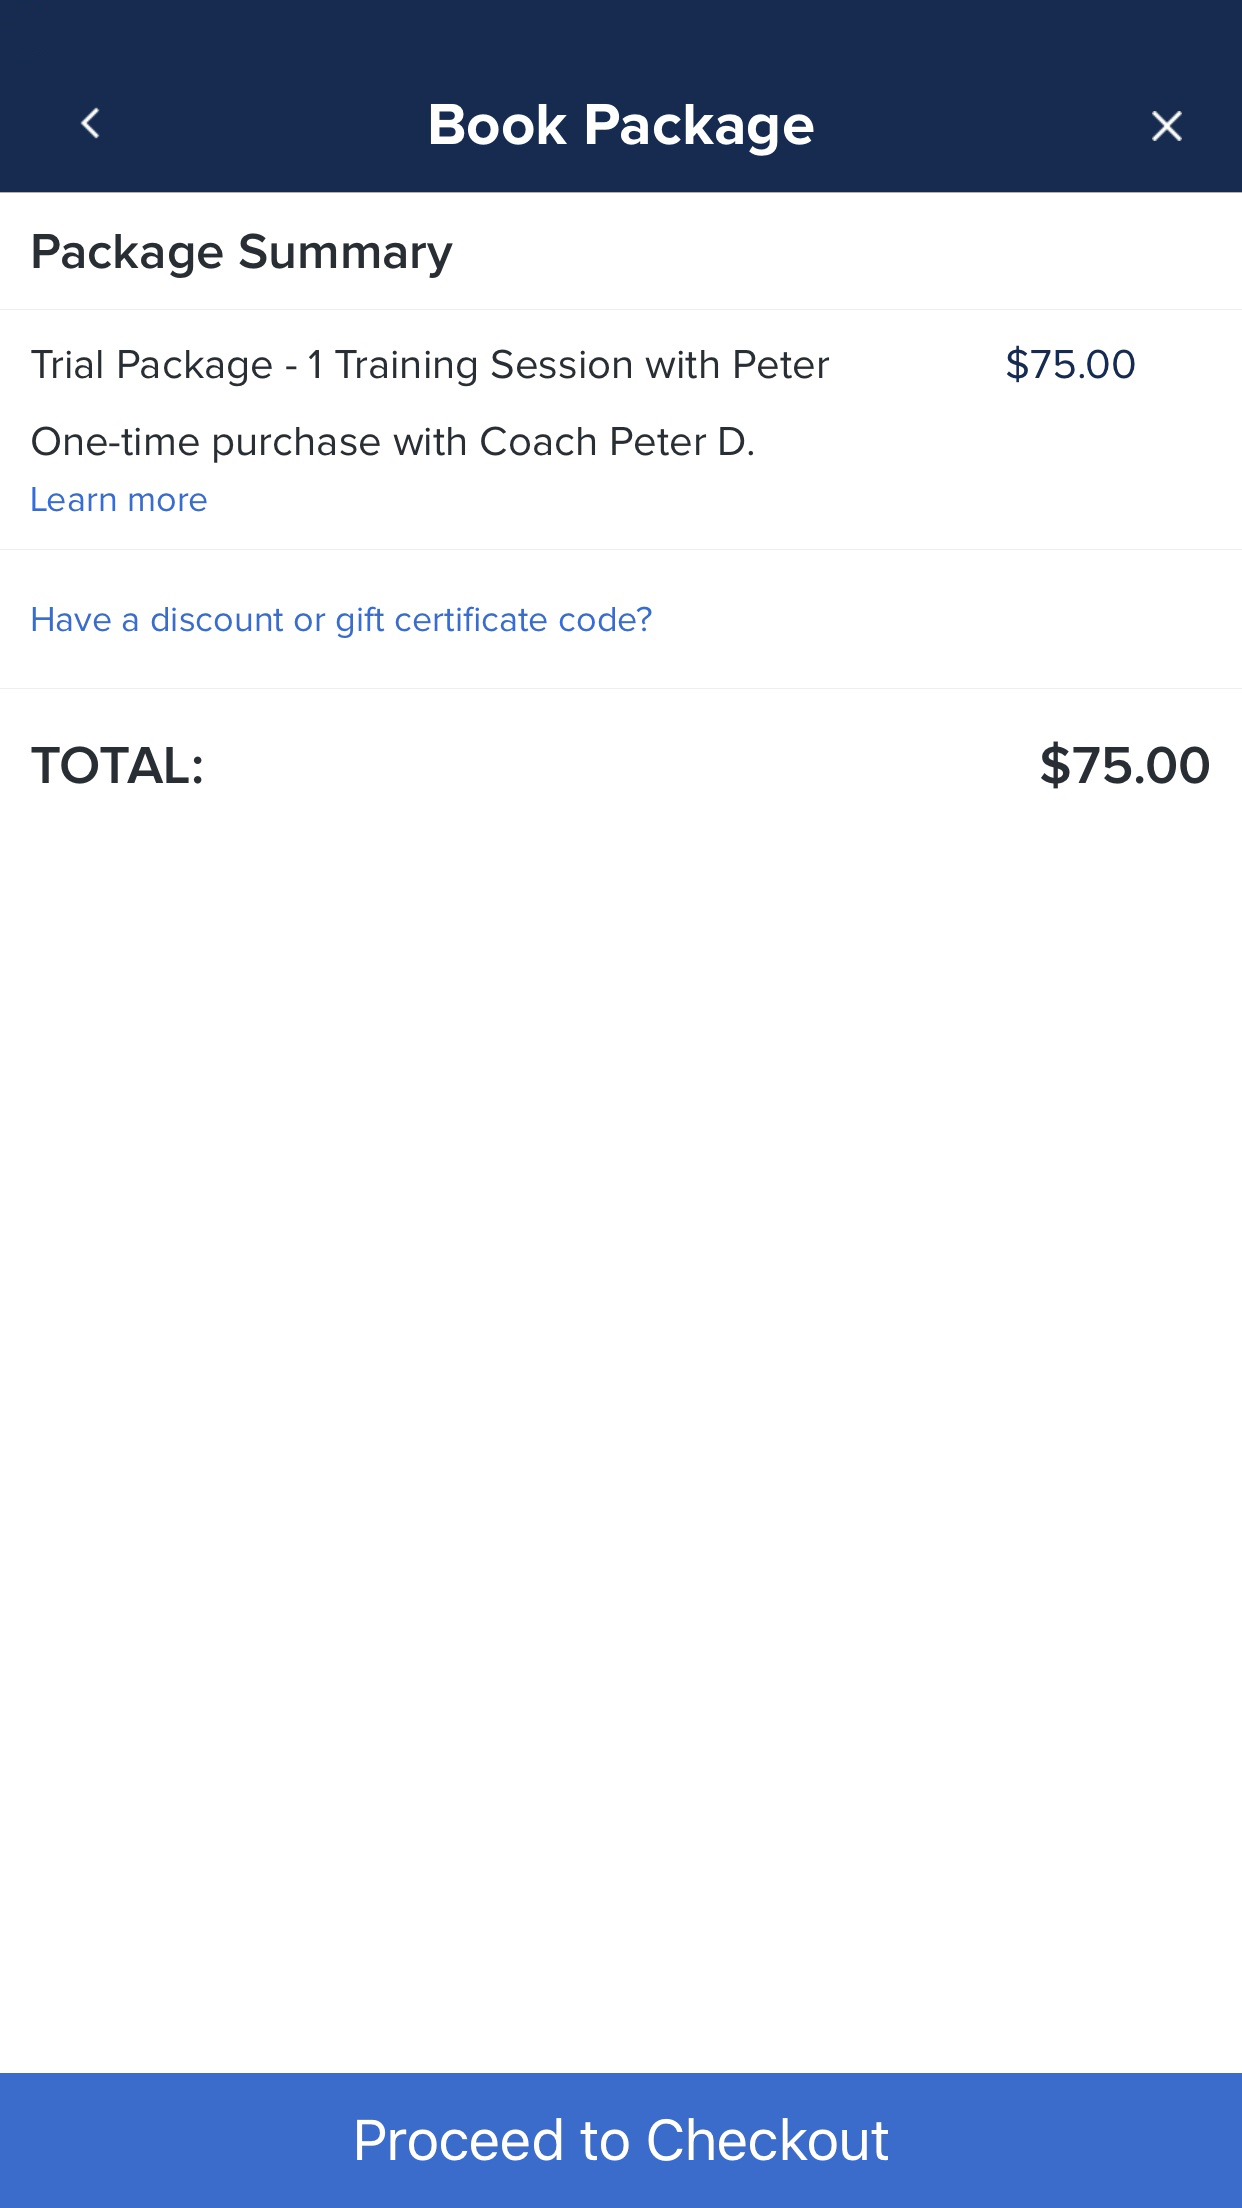 Book Package
Package Summary
Trial Package - 1 Training Session with Peter $75.00
One-time purchase with Coach Peter D.
Learn more
Have a discount or gift certificate code?
TOTAL: $75.00
Proceed to Checkout